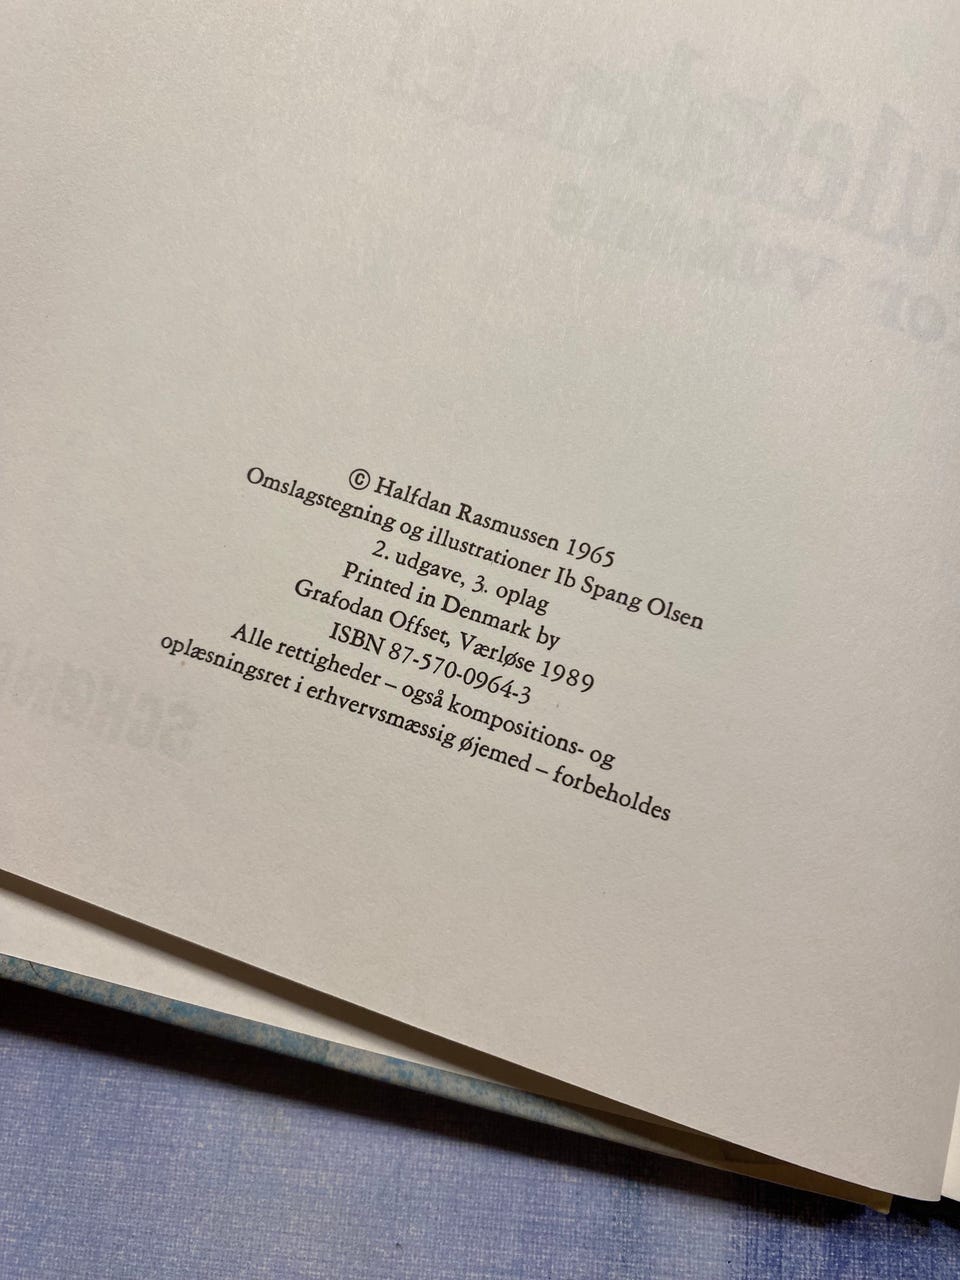 © Halfdan Rasmussen 1965
Omslagstegning og illustrationer Ib Spang Olsen
2. udgave, 3. oplag
Printed in Denmark by
Grafodan Offset, Værløse 1989
ISBN 87-570-0964-3
Alle rettigheder – også kompositions- og
oplæsningsret i erhvervsmæssig øjemed – forbeholdes